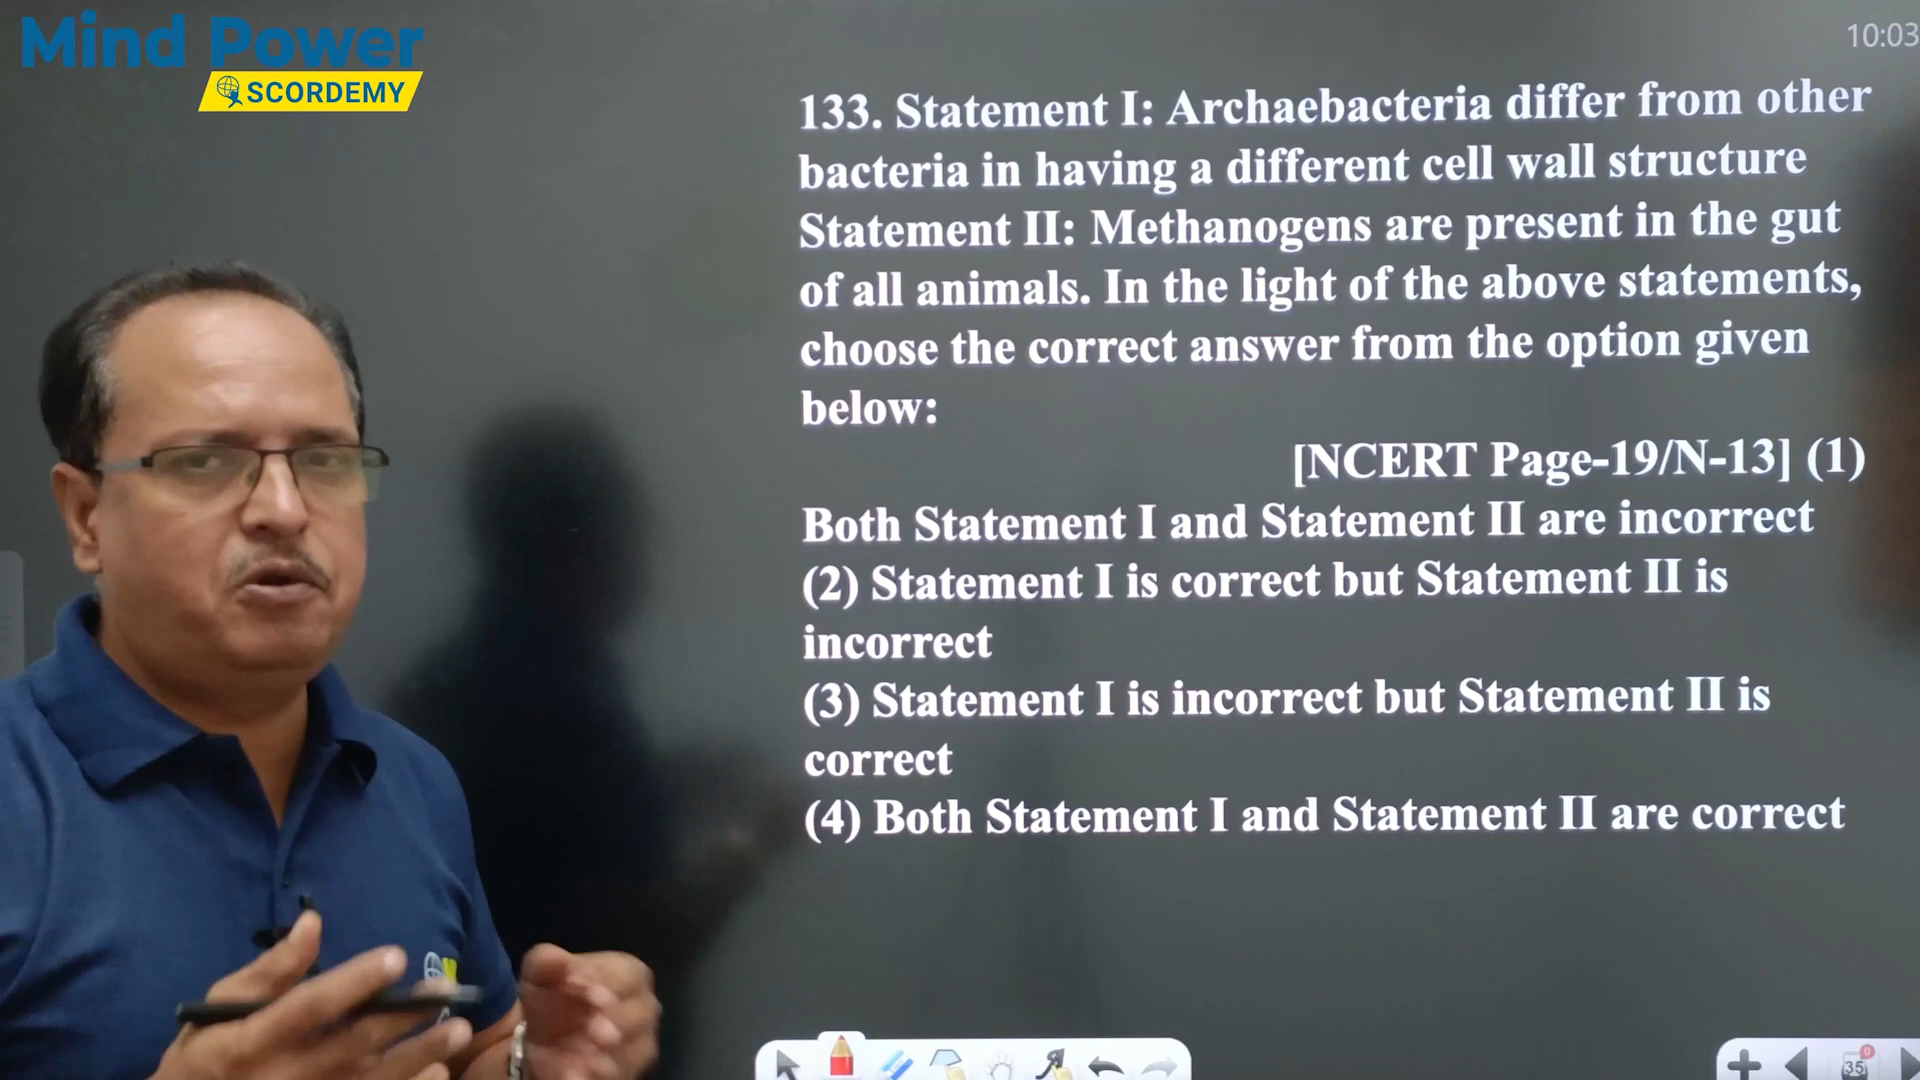 Mind Power
SCORDEMY
10:03
133. Statement I: Archaebacteria differ from other
bacteria in having a different cell wall structure
Statement II: Methanogens are present in the gut
of all animals. In the light of the above statements,
choose the correct answer from the option given
below:
[NCERT Page-19/N-13] (1)
Both Statement I and Statement II are incorrect
(2) Statement I is correct but Statement II is
incorrect
(3) Statement I is incorrect but Statement II is
correct
(4) Both Statement I and Statement II are correct
35
0